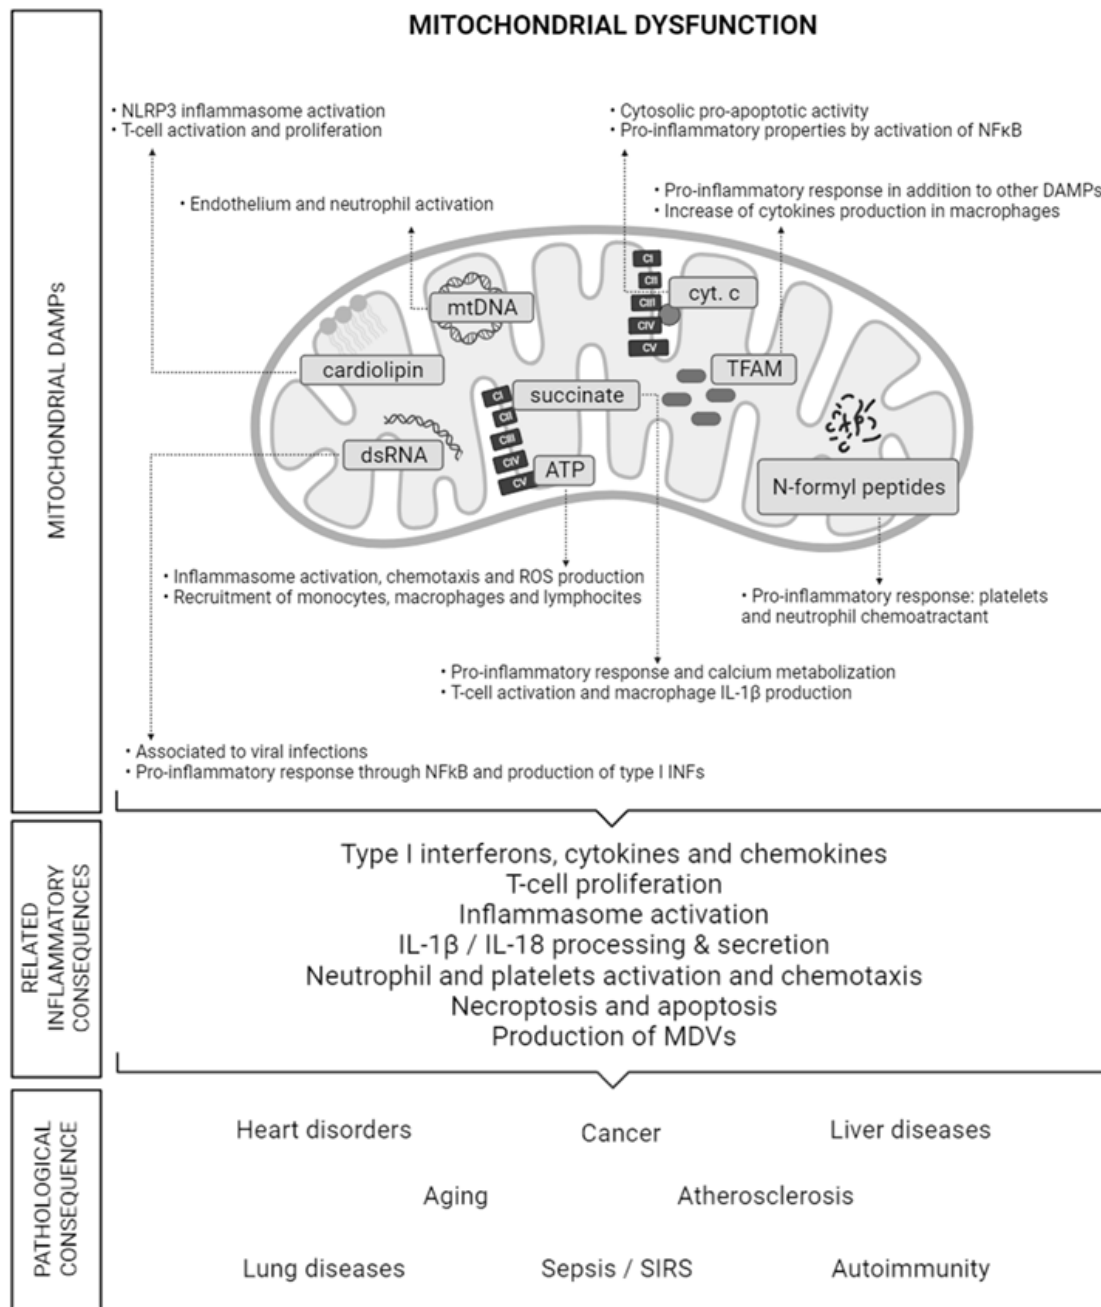 MITOCHONDRIAL DYSFUNCTION
MITOCHONDRIAL DAMPs
• NLRP3 inflammasome activation
• T-cell activation and proliferation
• Cytosolic pro-apoptotic activity
• Pro-inflammatory properties by activation of NFκB
• Endothelium and neutrophil activation
• Pro-inflammatory response in addition to other DAMPs
• Increase of cytokines production in macrophages
CI
CII
CIII
CIV
CV
cyt. c
mtDNA
cardiolipin
TFAM
succinate
CI
CII
CIII
CIV
CV
dsRNA
ATP
N-formyl peptides
• Inflammasome activation, chemotaxis and ROS production
• Recruitment of monocytes, macrophages and lymphocites
• Pro-inflammatory response: platelets
and neutrophil chemoatractant
• Pro-inflammatory response and calcium metabolization
• T-cell activation and macrophage IL-1β production
• Associated to viral infections
• Pro-inflammatory response through NFkB and production of type I INFs
RELATED
INFLAMMATORY
CONSEQUENCES
Type I interferons, cytokines and chemokines
T-cell proliferation
Inflammasome activation
IL-1β / IL-18 processing & secretion
Neutrophil and platelets activation and chemotaxis
Necroptosis and apoptosis
Production of MDVs
PATHOLOGICAL
CONSEQUENCE
Heart disorders
Cancer
Liver diseases
Aging
Atherosclerosis
Lung diseases
Sepsis / SIRS
Autoimmunity